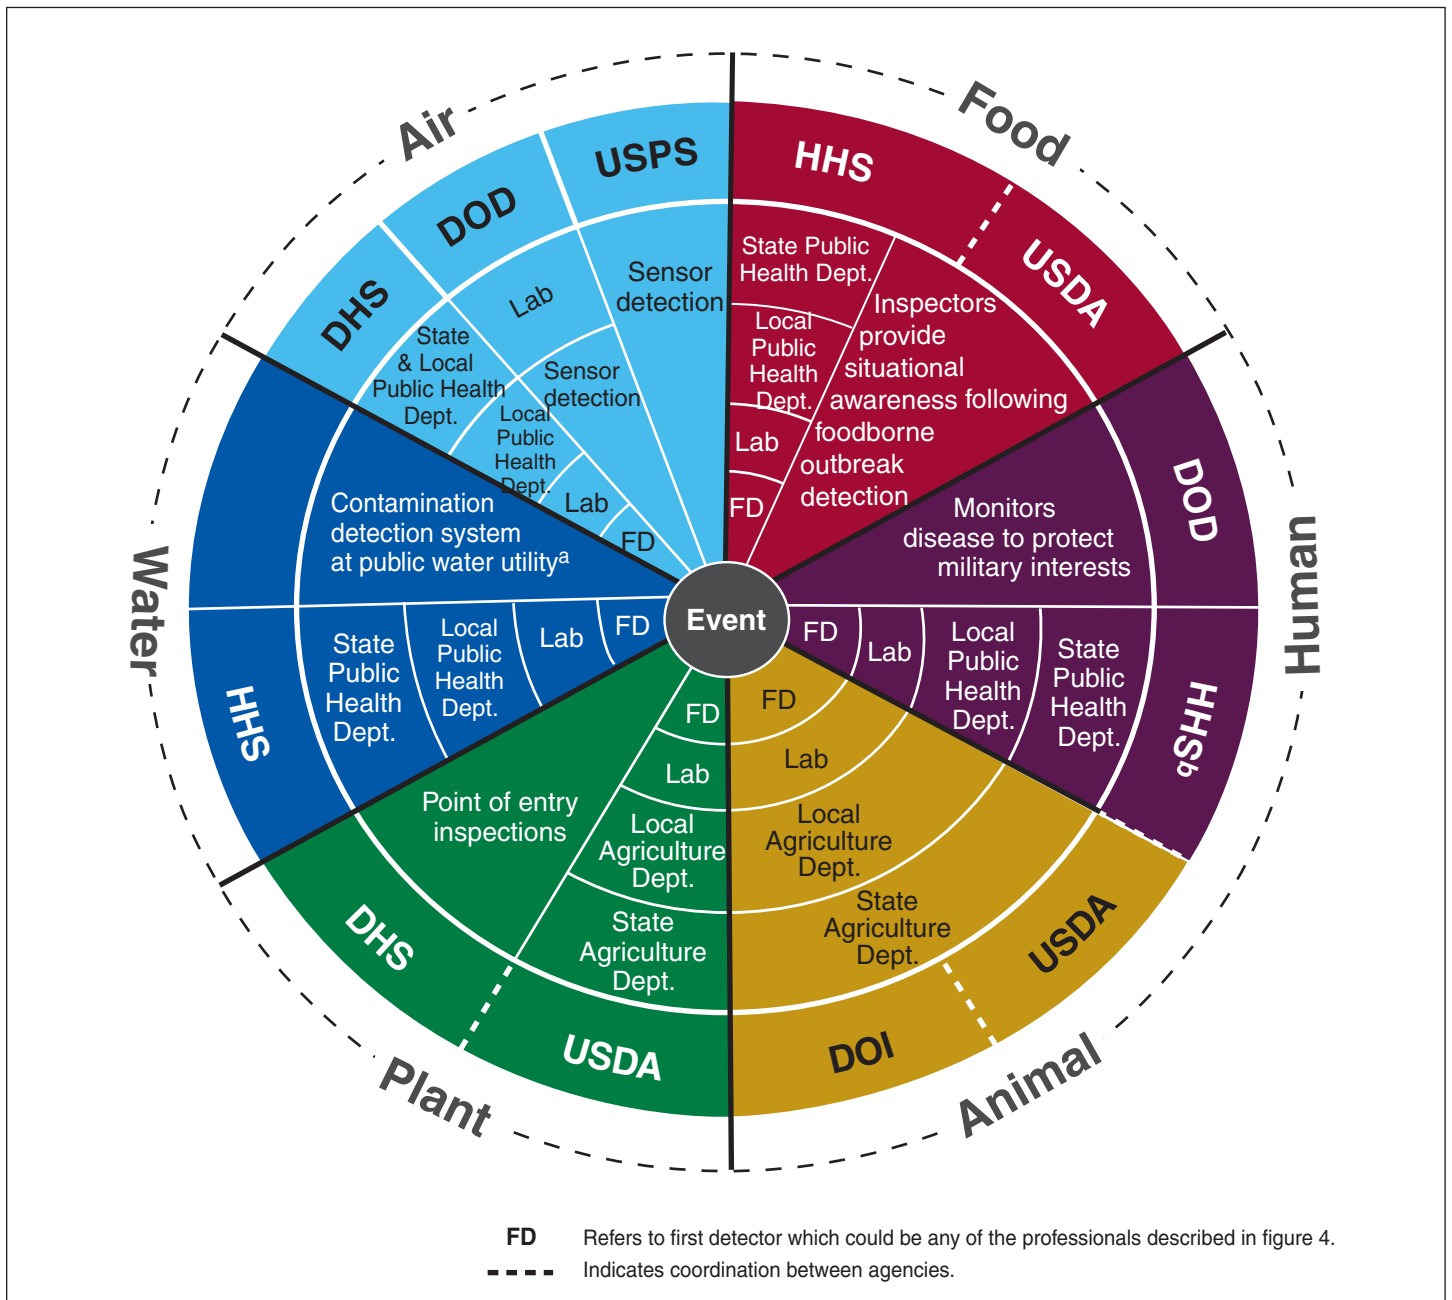 Air
Food
USPS
HHS
DOD
USDA
DHS
State Public
Health Dept.
Local
Public
Health
Dept.
Lab
FD
Inspectors
provide
situational
awareness following
foodborne
outbreak
detection
Sensor
detection
Lab
Sensor
detection
State
& Local
Public Health
Dept.
Local
Public
Health
Dept.
Lab
FD
Human
DOD
Monitors
disease to protect
military interests
FD
Lab
Local
Public
Health
Dept.
State
Public
Health
Dept.
HHSb
Event
Water
Contamination
detection system
at public water utilitya
FD
Lab
Local
Public
Health
Dept.
State
Public
Health
Dept.
HHS
Plant
Point of entry
inspections
DHS
FD
Lab
Local
Agriculture
Dept.
State
Agriculture
Dept.
USDA
Animal
FD
Lab
Local
Agriculture
Dept.
State
Agriculture
Dept.
DOI
USDA
FD Refers to first detector which could be any of the professionals described in figure 4.
Indicates coordination between agencies.